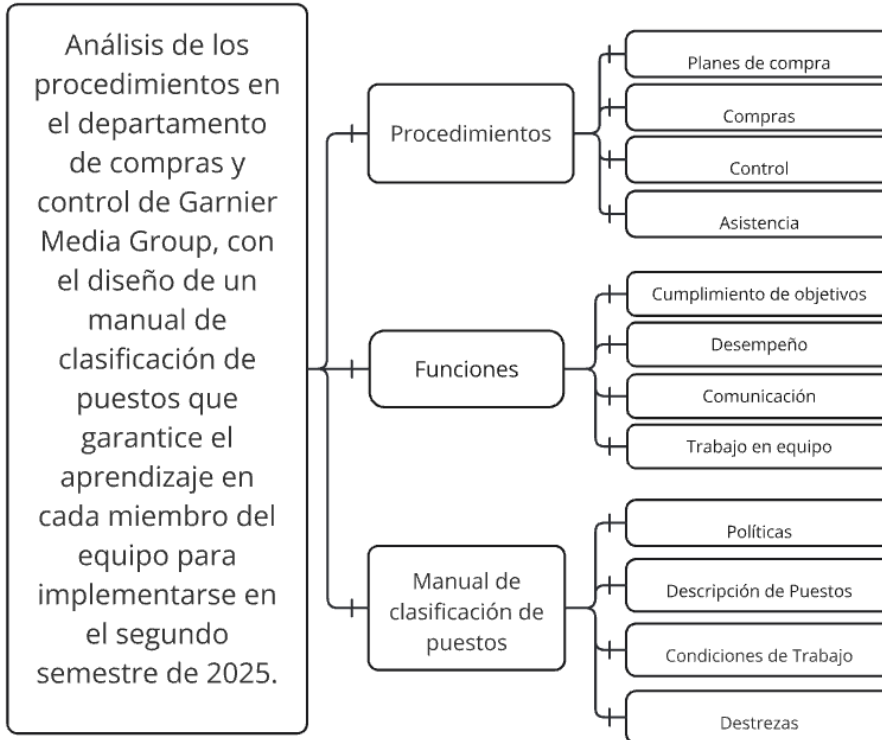 Análisis de los
procedimientos en
el departamento
de compras y
control de Garnier
Media Group, con
el diseño de un
manual de
clasificación de
puestos que
garantice el
aprendizaje en
cada miembro del
equipo para
implementarse en
el segundo
semestre de 2025.
Procedimientos
Planes de compra
Compras
Control
Asistencia
Funciones
Cumplimiento de objetivos
Desempeño
Comunicación
Trabajo en equipo
Manual de
clasificación de
puestos
Políticas
Descripción de Puestos
Condiciones de Trabajo
Destrezas